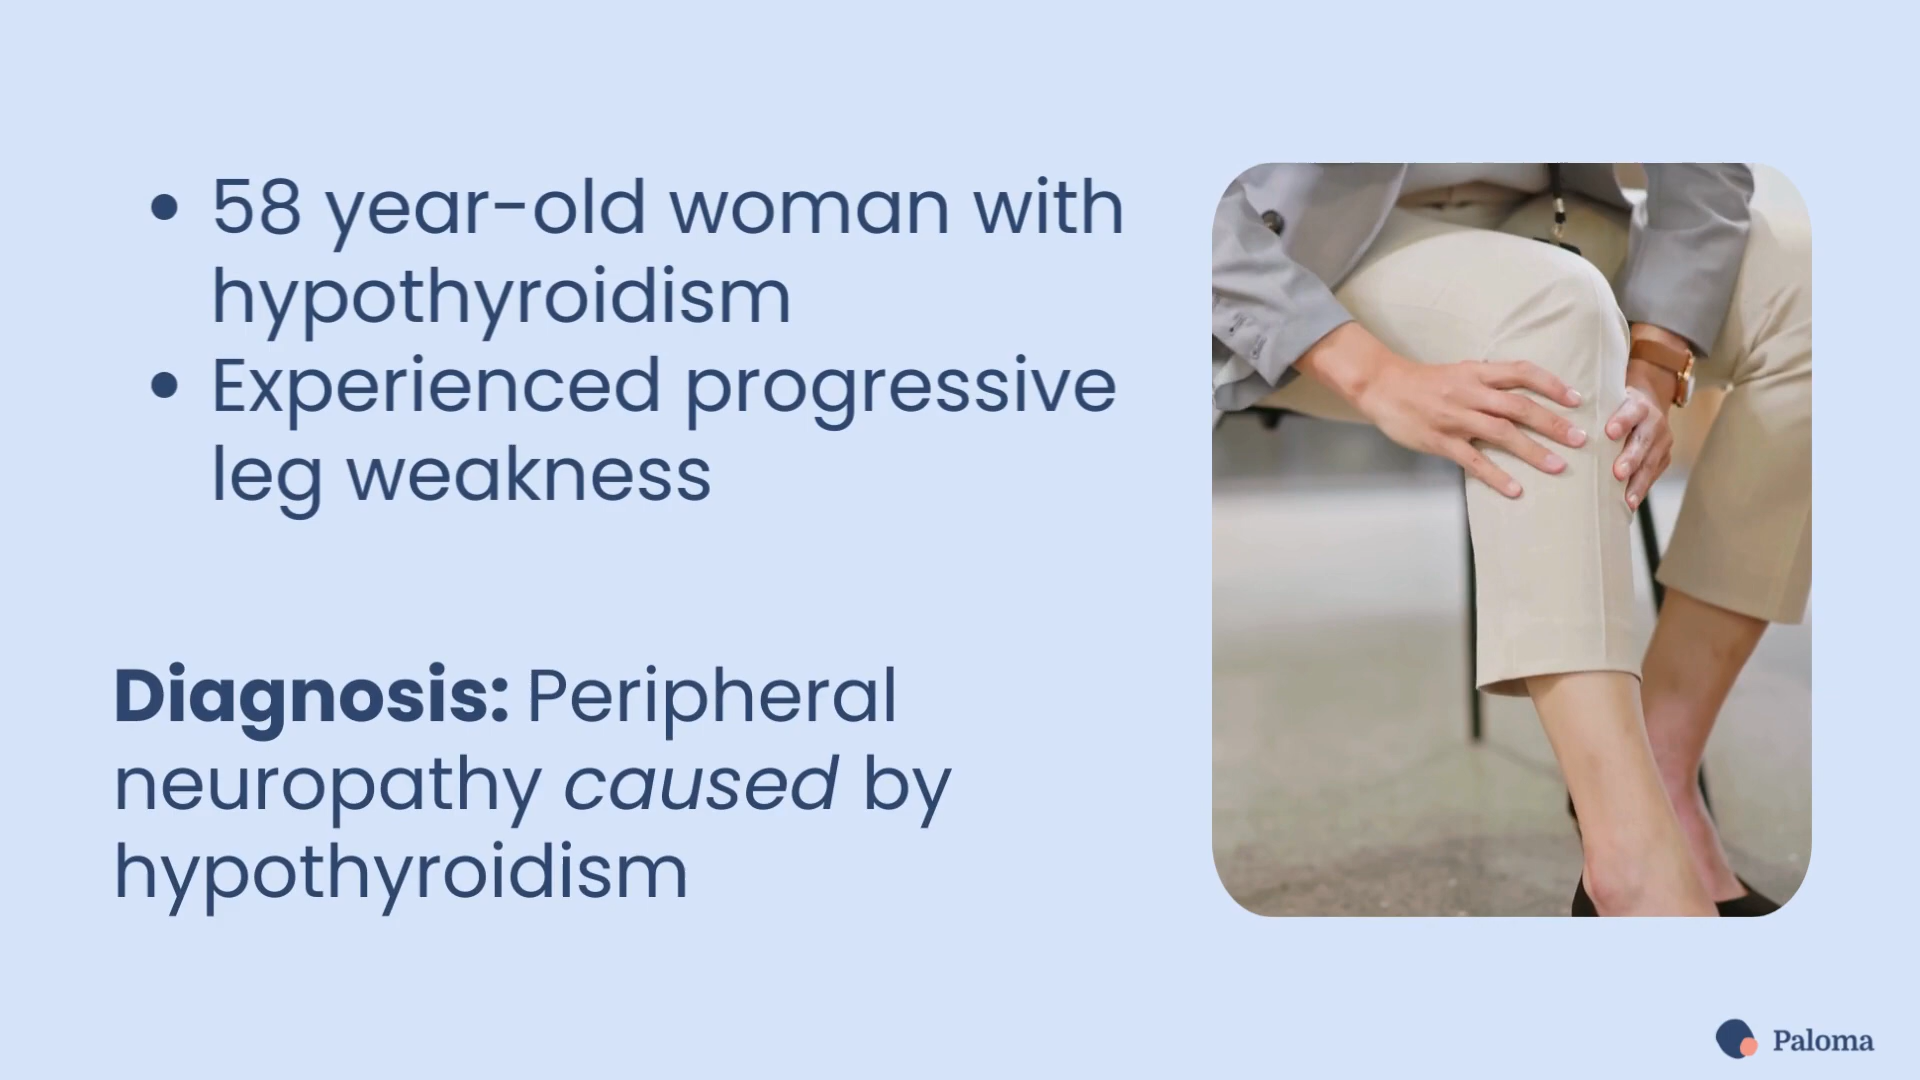 • 58 year-old woman with
hypothyroidism
• Experienced progressive
leg weakness
Diagnosis: Peripheral
neuropathy caused by
hypothyroidism
Paloma